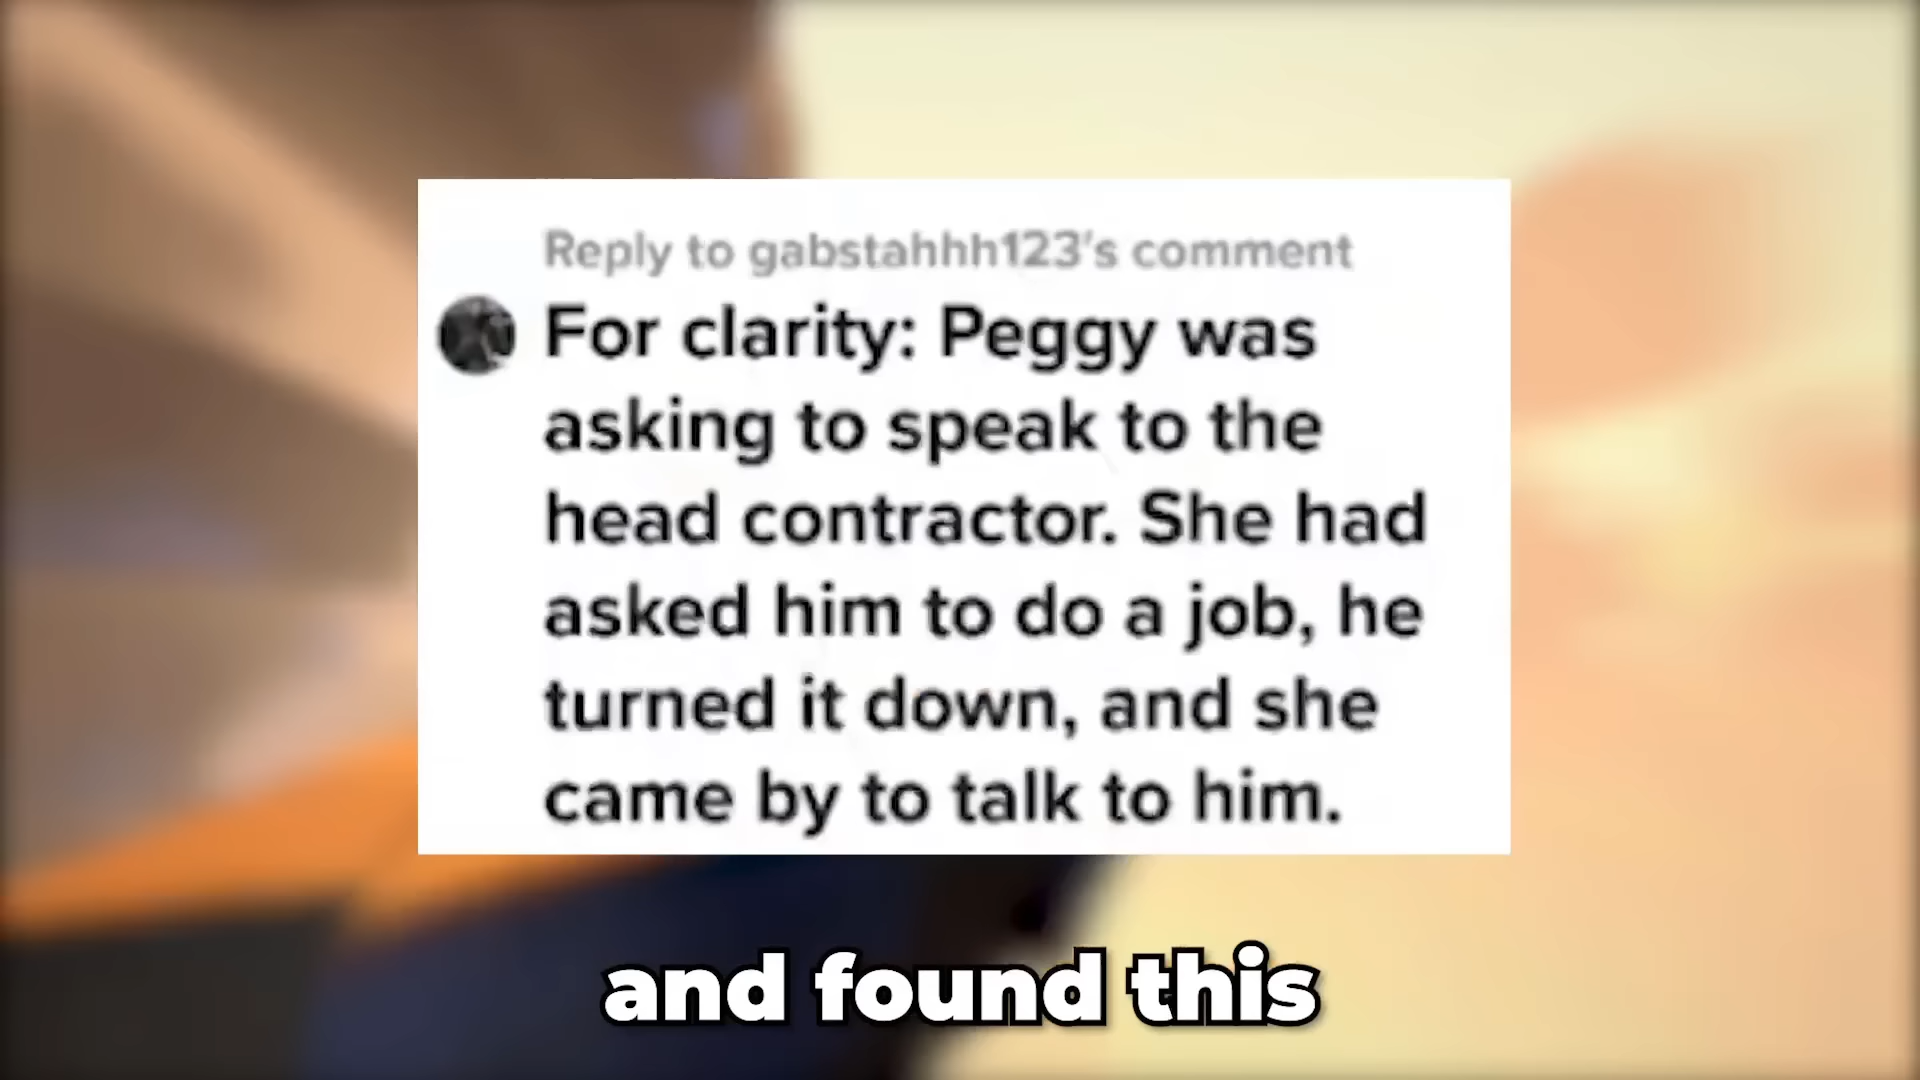 Reply to gabstahhh123's comment
For clarity: Peggy was
asking to speak to the
head contractor. She had
asked him to do a job, he
turned it down, and she
came by to talk to him.
and found this